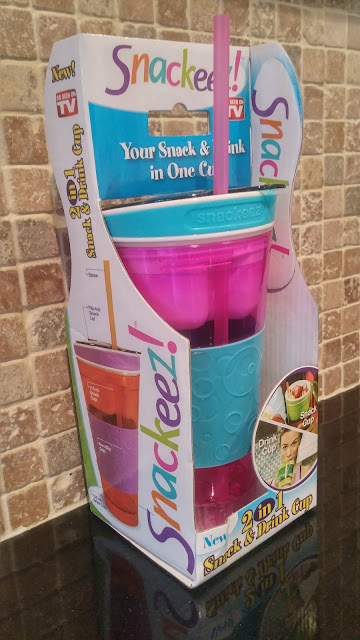 Snackeez!
New!
AS SEEN ON
TV
Your Snack & Drink
in One Cup
2 in 1
Snack & Drink Cup
Snackeez!
snackeez
Snackeez!
Snack
Cup
Drink
Cup
New
2 in 1
Snack & Drink Cup